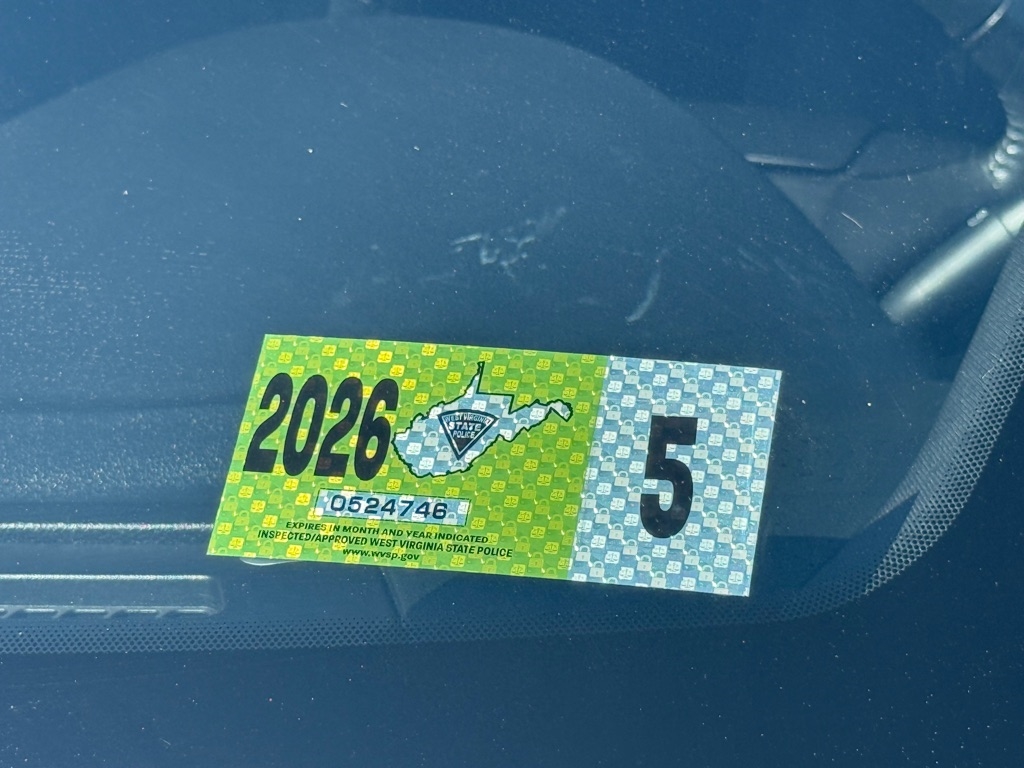 2026
WEST VIRGINIA
STATE
POLICE
5
0524746
EXPIRES IN MONTH AND YEAR INDICATED
INSPECTED/APPROVED WEST VIRGINIA STATE POLICE
www.wvsp.gov